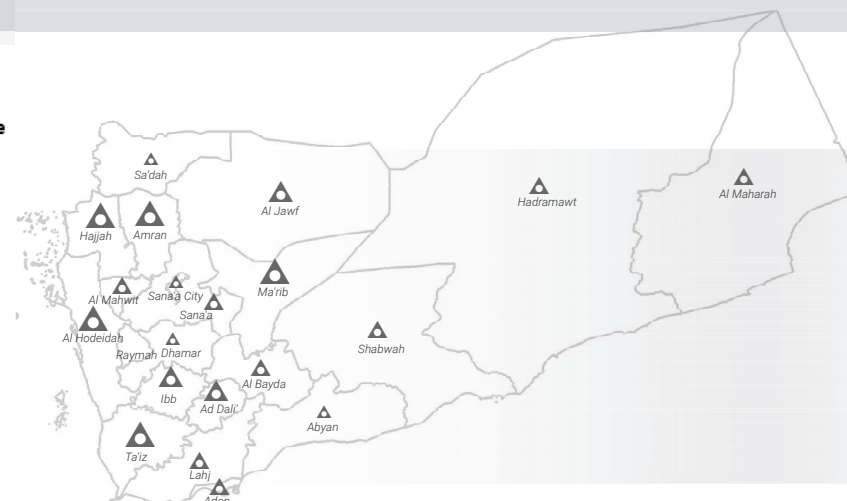 e
Sa'dah
Al Jawf
Hadramawt
Al Maharah
Hajjah
Amran
Ma'rib
Al Mahwit
Sana'a City
Sana'a
Al Hodeidah
Raymah
Dhamar
Shabwah
Al Bayda
Ibb
Ad Dali'
Abyan
Ta'iz
Lahj
Aden